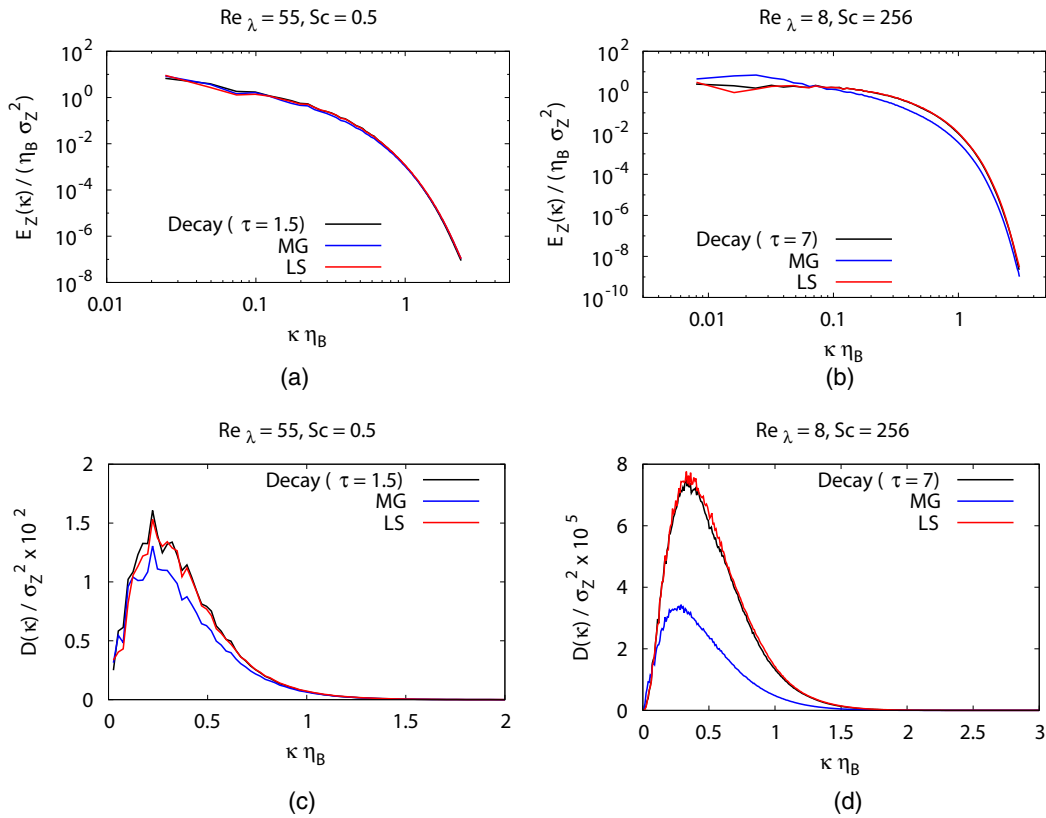 Re λ = 55, Sc = 0.5
E_Z(κ) / (η_B σ_Z^2)
10^2
10^0
10^-2
10^-4
10^-6
10^-8
Decay ( τ = 1.5)
MG
LS
0.01 0.1 1
κ η_B
(a)
Re λ = 8, Sc = 256
E_Z(κ) / (η_B σ_Z^2)
10^2
10^0
10^-2
10^-4
10^-6
10^-8
10^-10
Decay ( τ = 7)
MG
LS
0.01 0.1 1
κ η_B
(b)
Re λ = 55, Sc = 0.5
D(κ) / σ_Z^2 x 10^2
2
1.5
1
0.5
0
Decay ( τ = 1.5)
MG
LS
0 0.5 1 1.5 2
κ η_B
(c)
Re λ = 8, Sc = 256
D(κ) / σ_Z^2 x 10^5
8
6
4
2
0
Decay ( τ = 7)
MG
LS
0 0.5 1 1.5 2 2.5 3
κ η_B
(d)